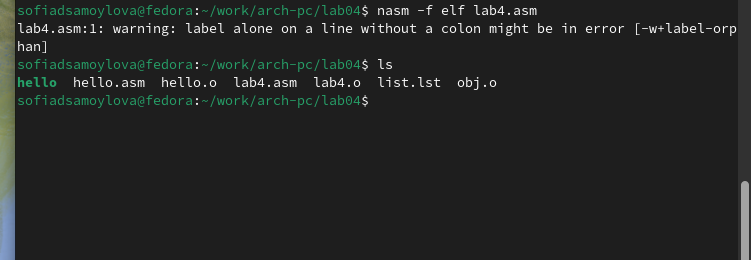 sofiadsamoylova@fedora:~/work/arch-pc/lab04$ nasm -f elf lab4.asm
lab4.asm:1: warning: label alone on a line without a colon might be in error [-w+label-orp
han]
sofiadsamoylova@fedora:~/work/arch-pc/lab04$ ls
hello  hello.asm  hello.o  lab4.asm  lab4.o  list.lst  obj.o
sofiadsamoylova@fedora:~/work/arch-pc/lab04$